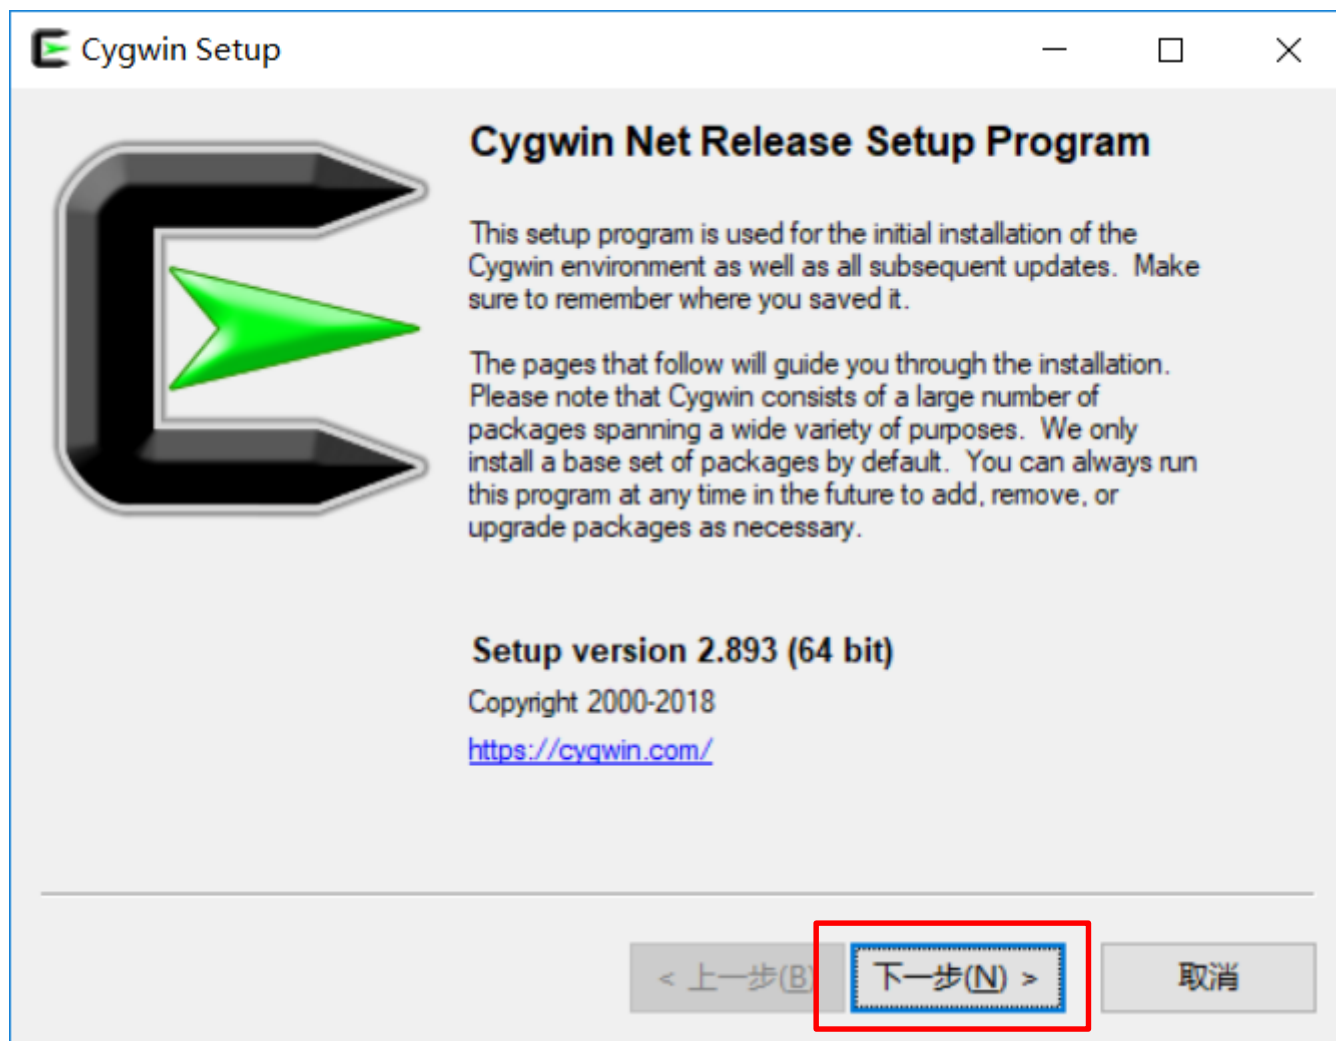 Cygwin Setup
Cygwin Net Release Setup Program
This setup program is used for the initial installation of the
Cygwin environment as well as all subsequent updates.  Make
sure to remember where you saved it.
The pages that follow will guide you through the installation.
Please note that Cygwin consists of a large number of
packages spanning a wide variety of purposes.  We only
install a base set of packages by default.  You can always run
this program at any time in the future to add, remove, or
upgrade packages as necessary.
Setup version 2.893 (64 bit)
Copyright 2000-2018
https://cygwin.com/
< 上一步(B) 下一步(N) > 取消